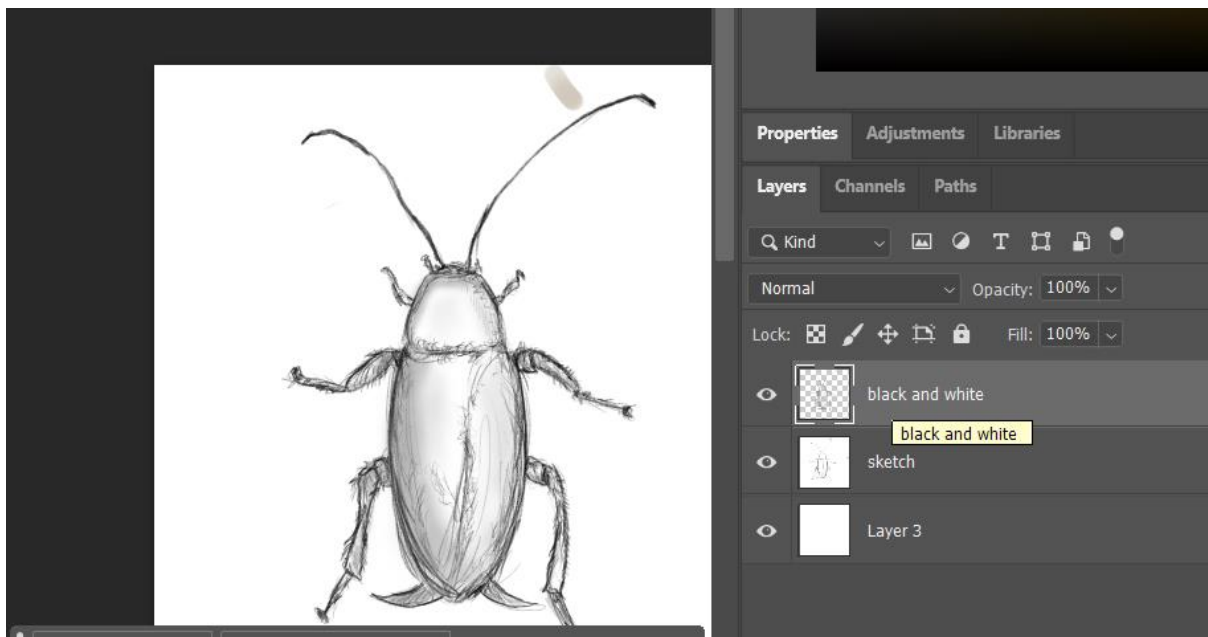 Properties Adjustments Libraries
Layers Channels Paths
Kind
Normal Opacity: 100%
Lock: Fill: 100%
black and white
black and white
sketch
Layer 3